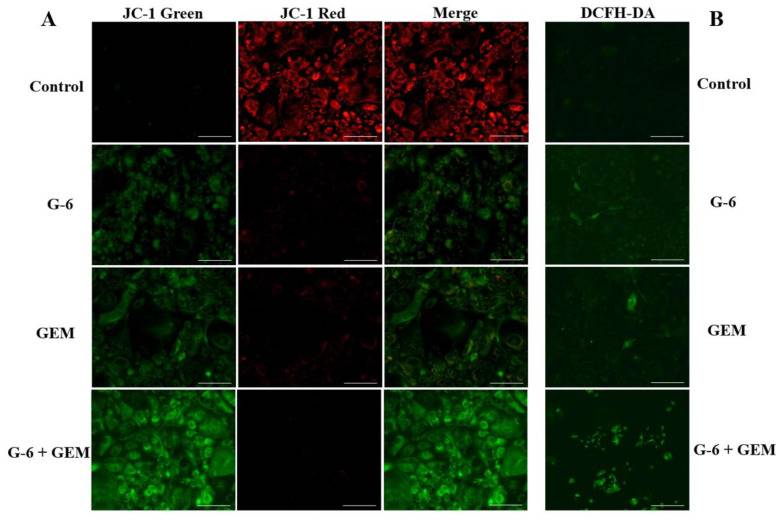 A JC-1 Green JC-1 Red Merge DCFH-DA B
Control Control
G-6 G-6
GEM GEM
G-6 + GEM G-6 + GEM